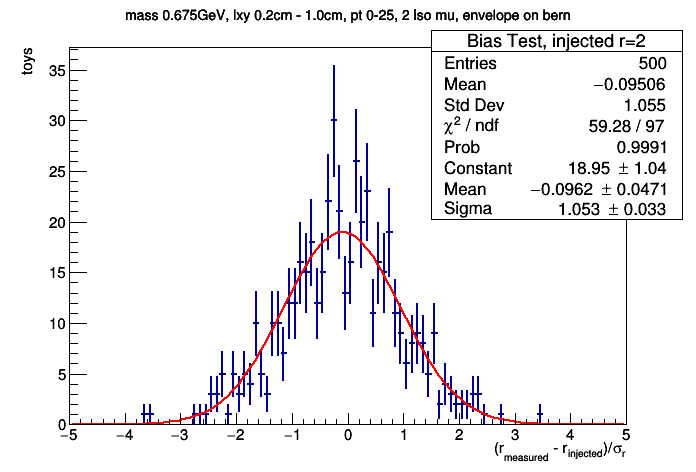 mass 0.675GeV, lxy 0.2cm - 1.0cm, pt 0-25, 2 Iso mu, envelope on bern
Bias Test, injected r=2
Entries 500
Mean −0.09506
Std Dev 1.055
χ² / ndf 59.28 / 97
Prob 0.9991
Constant 18.95 ± 1.04
Mean −0.0962 ± 0.0471
Sigma 1.053 ± 0.033
toys
35
30
25
20
15
10
5
0
−5 −4 −3 −2 −1 0 1 2 3 4 5
(r_measured - r_injected)/σ_r